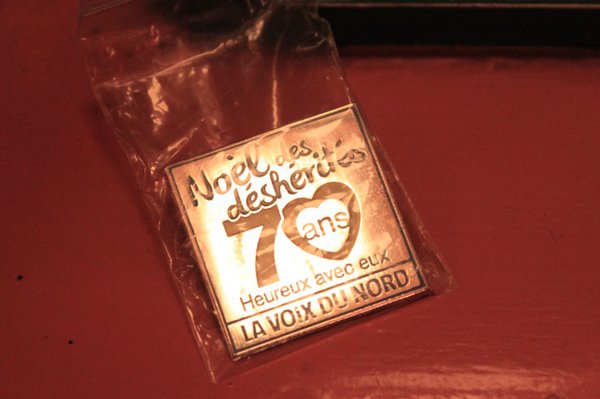 Noël des
déshérités
70
ans
Heureux avec eux
LA VOIX DU NORD